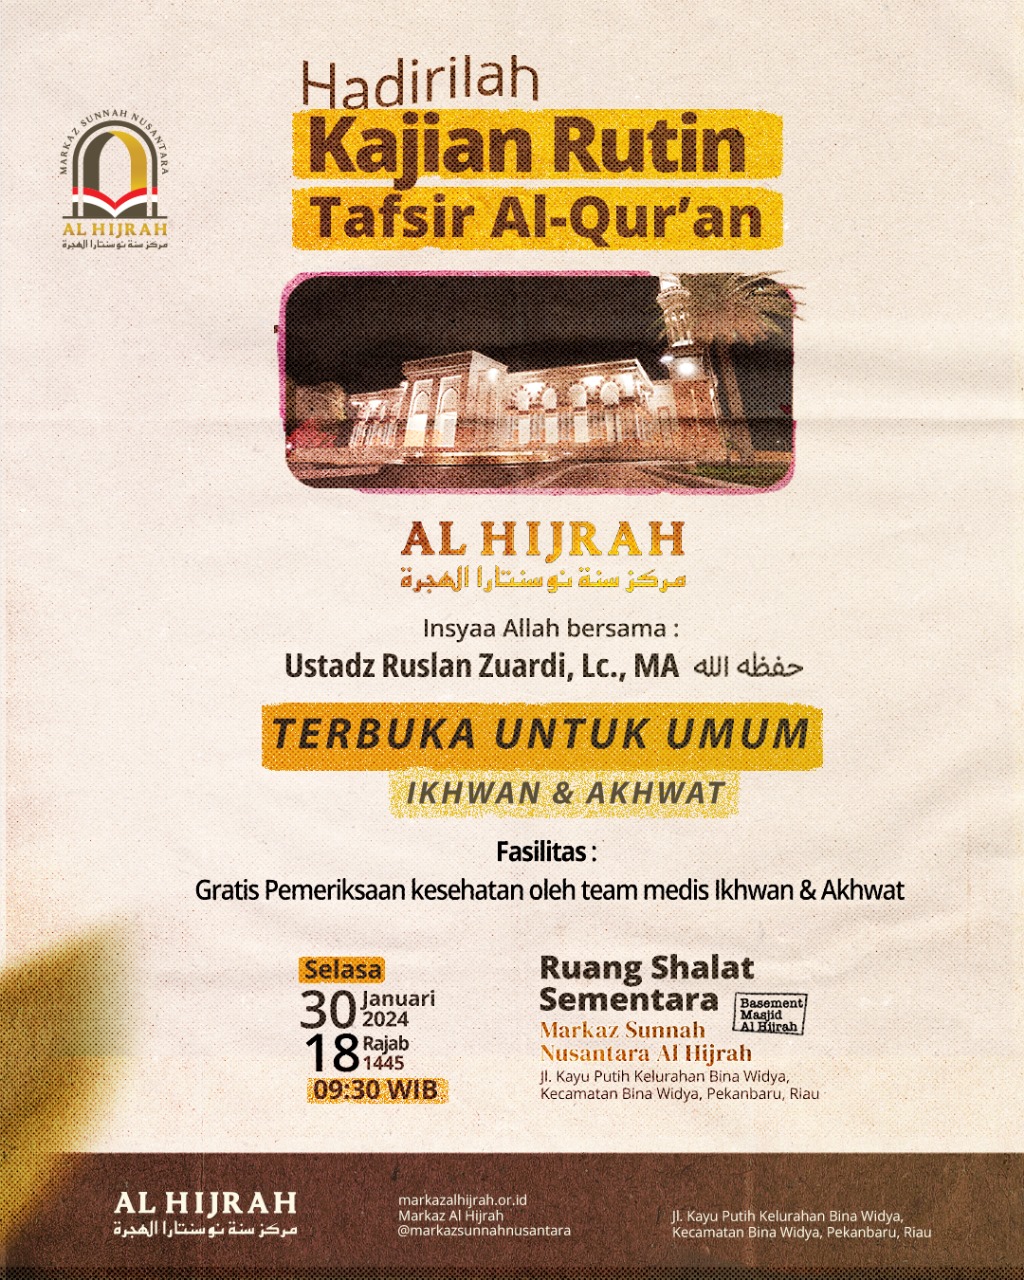 Hadirilah
Kajian Rutin
Tafsir Al-Qur'an
MARKAZ SUNNAH NUSANTARA
AL HIJRAH
مركز سنة نوسنتارا الهجرة
AL HIJRAH
مركز سنة نوسنتارا الهجرة
Insyaa Allah bersama :
Ustadz Ruslan Zuardi, Lc., MA حفظه الله
TERBUKA UNTUK UMUM
IKHWAN & AKHWAT
Fasilitas :
Gratis Pemeriksaan kesehatan oleh team medis Ikhwan & Akhwat
Selasa
30 Januari
2024
18 Rajab
1445
09:30 WIB
Ruang Shalat
Sementara
Basement
Masjid
Al Hijrah
Markaz Sunnah
Nusantara Al Hijrah
Jl. Kayu Putih Kelurahan Bina Widya,
Kecamatan Bina Widya, Pekanbaru, Riau
AL HIJRAH
مركز سنة نوسنتارا الهجرة
markazalhijrah.or.id
Markaz Al Hijrah
@markazsunnahnusantara
Jl. Kayu Putih Kelurahan Bina Widya,
Kecamatan Bina Widya, Pekanbaru, Riau